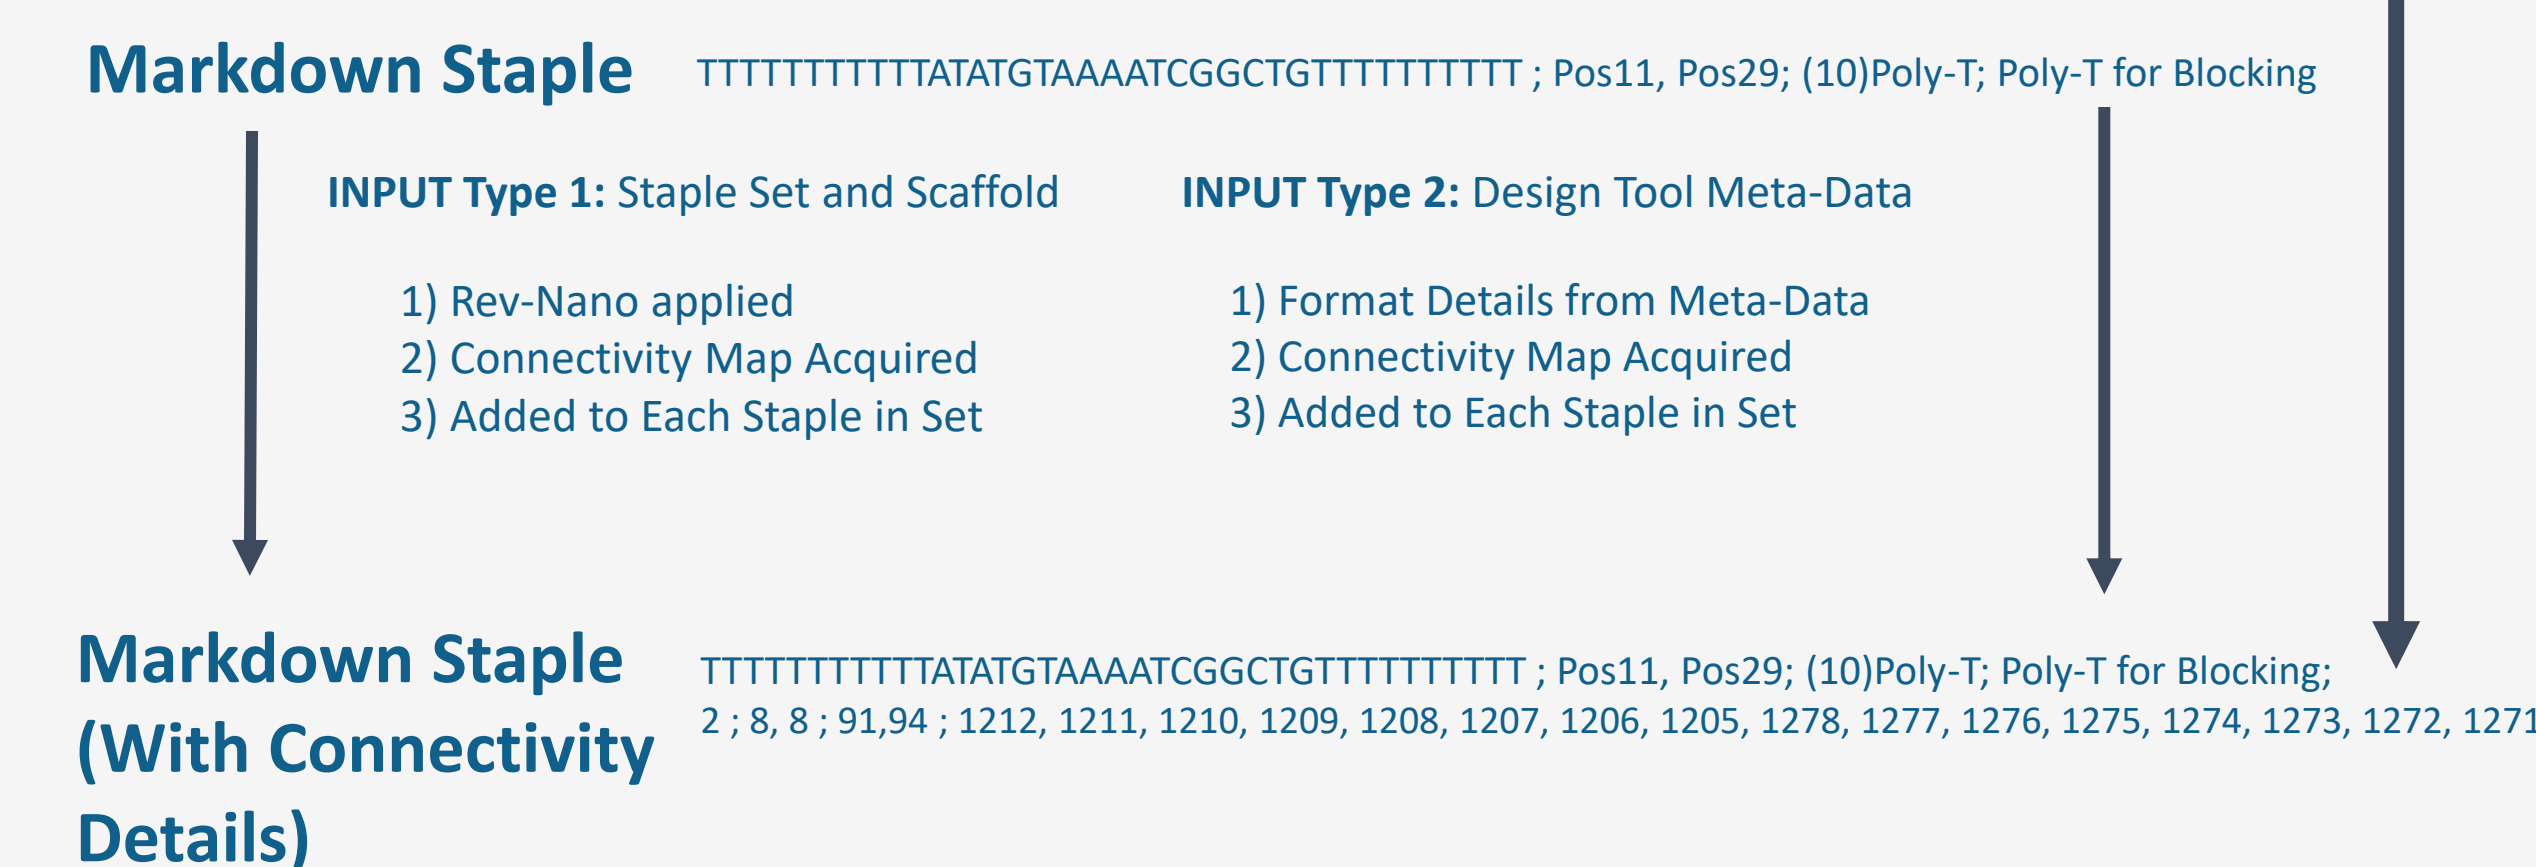 Markdown Staple
TTTTTTTTTTTATATGTAAAATCGGCTGTTTTTTTTTT ; Pos11, Pos29; (10)Poly-T; Poly-T for Blocking
INPUT Type 1: Staple Set and Scaffold
1) Rev-Nano applied
2) Connectivity Map Acquired
3) Added to Each Staple in Set
INPUT Type 2: Design Tool Meta-Data
1) Format Details from Meta-Data
2) Connectivity Map Acquired
3) Added to Each Staple in Set
Markdown Staple
(With Connectivity
Details)
TTTTTTTTTTTATATGTAAAATCGGCTGTTTTTTTTTT ; Pos11, Pos29; (10)Poly-T; Poly-T for Blocking;
2 ; 8, 8 ; 91,94 ; 1212, 1211, 1210, 1209, 1208, 1207, 1206, 1205, 1278, 1277, 1276, 1275, 1274, 1273, 1272, 1271